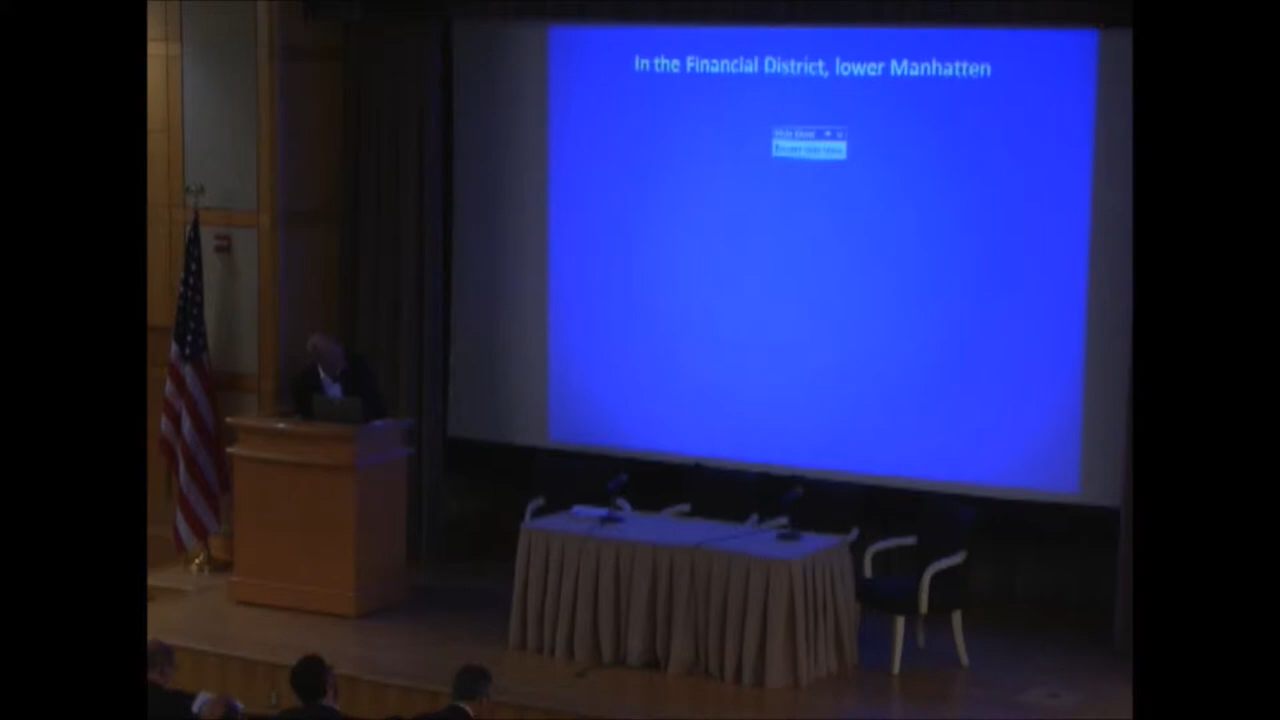 In the Financial District, lower Manhatten